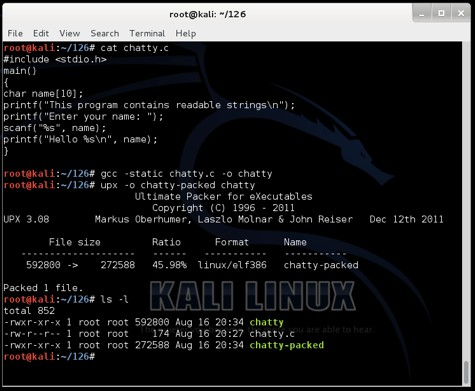 root@kali: ~/126
File Edit View Search Terminal Help
root@kali:~/126# cat chatty.c
#include <stdio.h>
main()
{
char name[10];
printf("This program contains readable strings\n");
printf("Enter your name: ");
scanf("%s", name);
printf("Hello %s\n", name);
}
root@kali:~/126# gcc -static chatty.c -o chatty
root@kali:~/126# upx -o chatty-packed chatty
Ultimate Packer for eXecutables
Copyright (C) 1996 - 2011
UPX 3.08 Markus Oberhumer, Laszlo Molnar & John Reiser Dec 12th 2011
File size Ratio Format Name
-------------------- ------ ----------- -----------
592800 -> 272588 45.98% linux/elf386 chatty-packed
Packed 1 file.
KALI LINUX
root@kali:~/126# ls -l
total 852
-rwxr-xr-x 1 root root 592800 Aug 16 20:34 chatty
-rw-r--r-- 1 root root 174 Aug 16 20:27 chatty.c
-rwxr-xr-x 1 root root 272588 Aug 16 20:34 chatty-packed
root@kali:~/126#